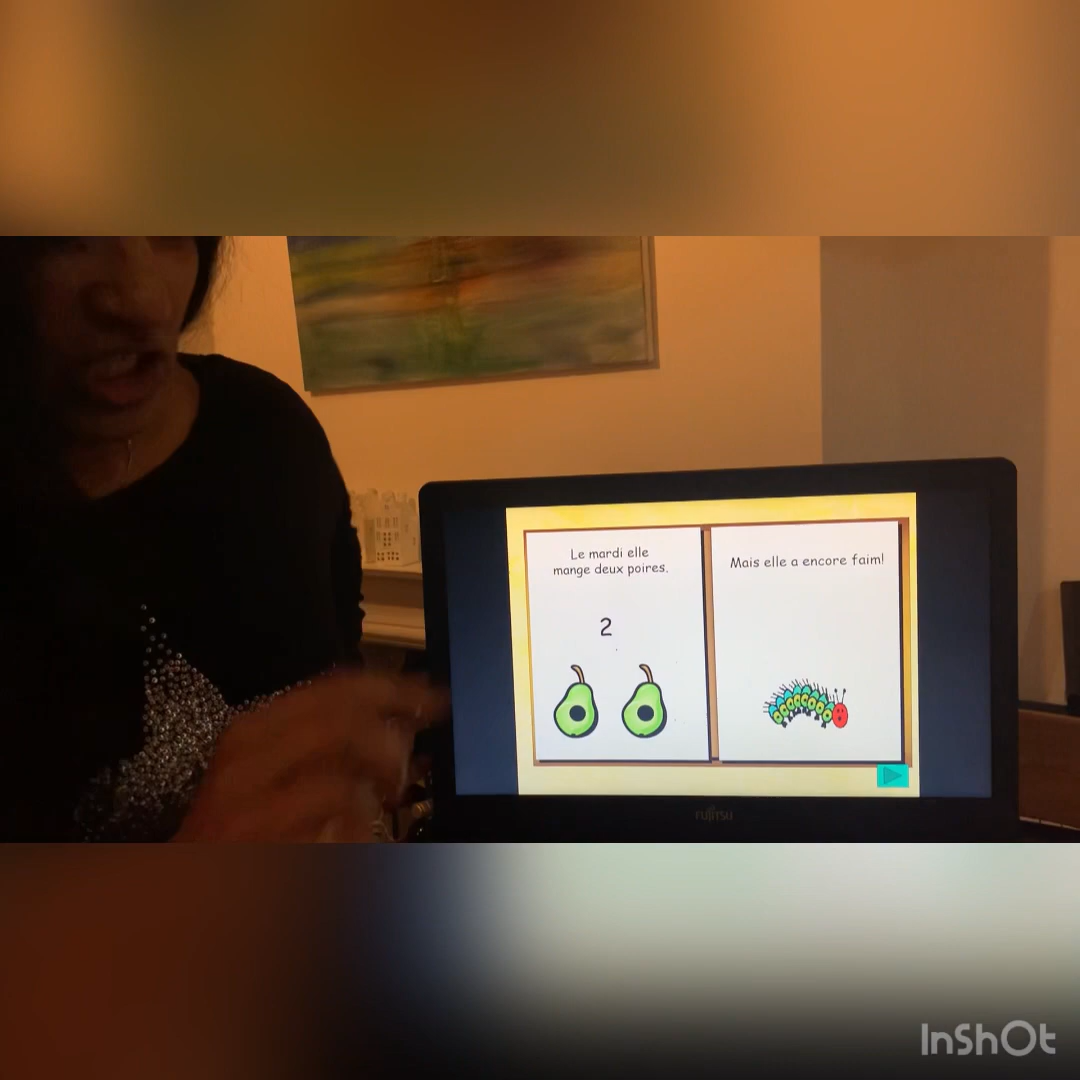 Le mardi elle
mange deux poires.
2
Mais elle a encore faim!
FUJITSU
InShOt